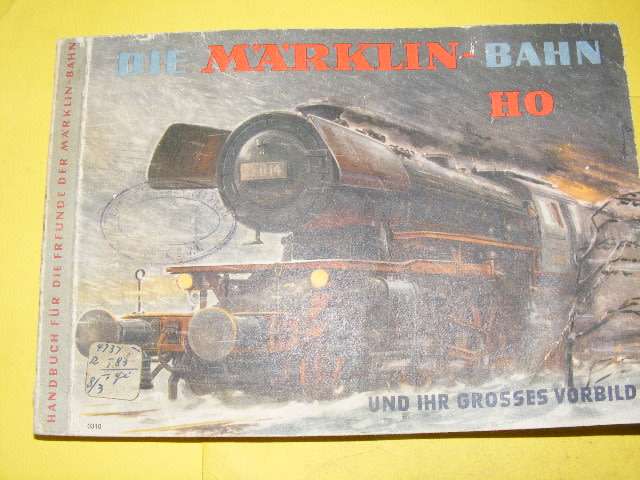 DIE MÄRKLIN-BAHN
HO
HANDBUCH FÜR DIE FREUNDE DER MÄRKLIN-BAHN
UND IHR GROSSES VORBILD